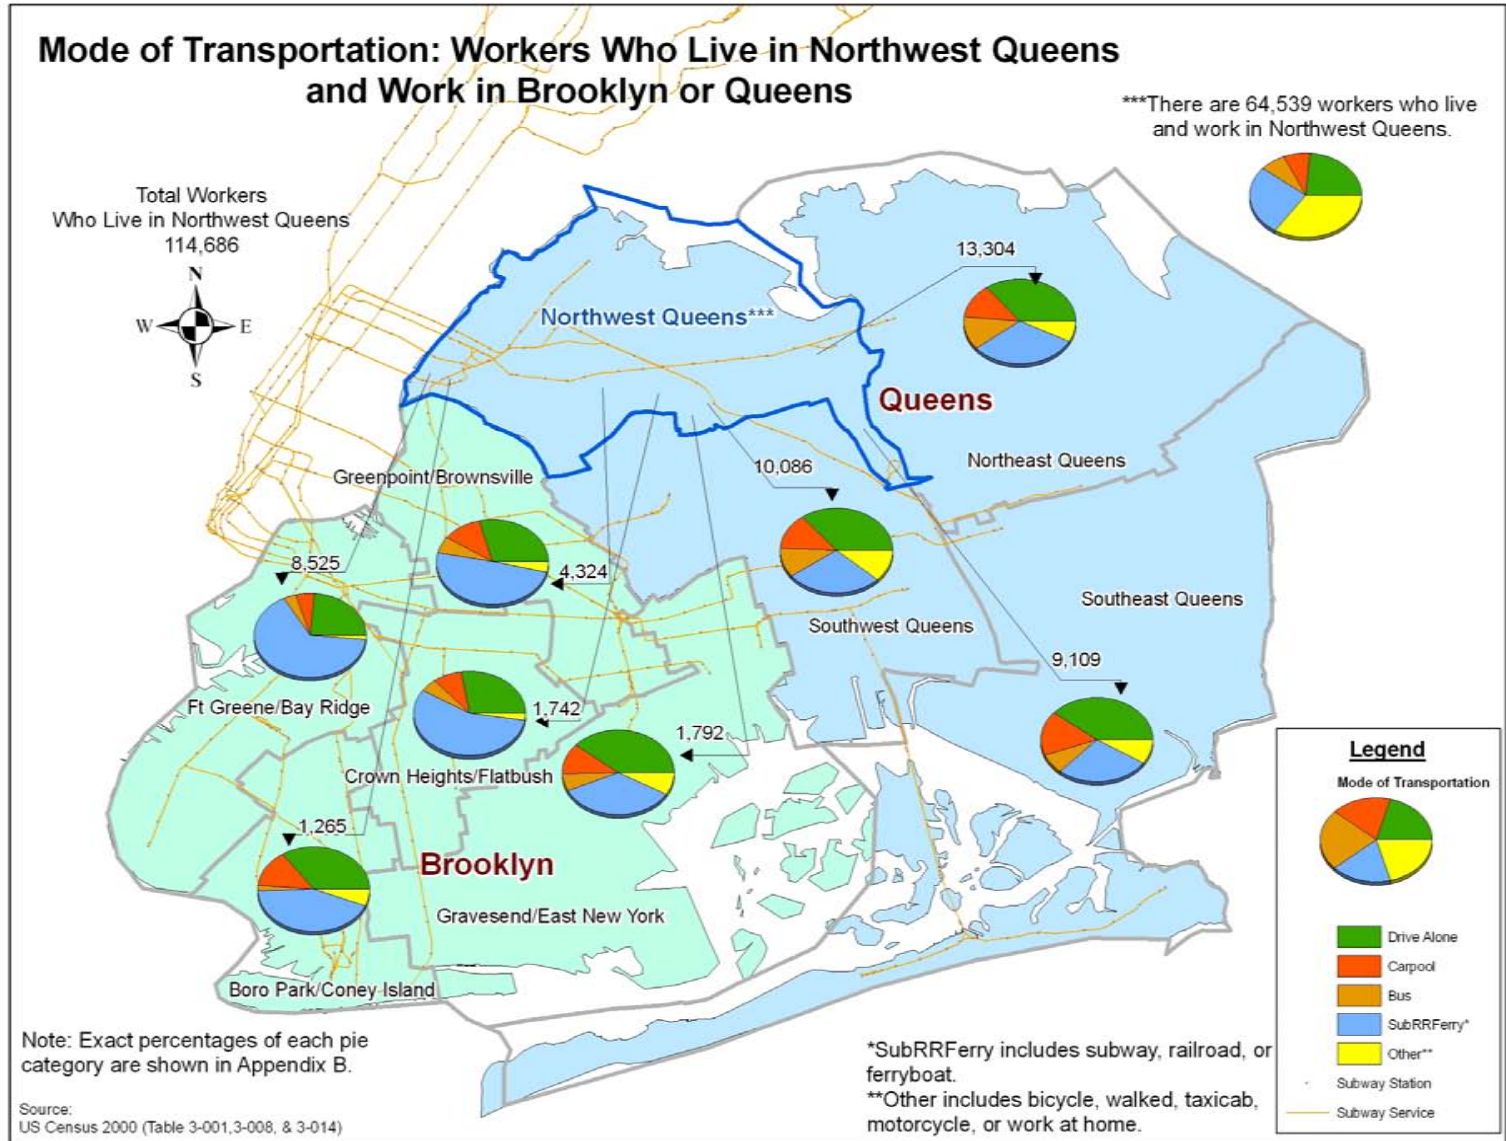 Mode of Transportation: Workers Who Live in Northwest Queens
and Work in Brooklyn or Queens
***There are 64,539 workers who live
and work in Northwest Queens.
Total Workers
Who Live in Northwest Queens
114,686
N
W
E
S
13,304
Northwest Queens***
Queens
Northeast Queens
10,086
Greenpoint/Brownsville
8,525
4,324
Southeast Queens
Southwest Queens
9,109
Ft Greene/Bay Ridge
1,742
1,792
Crown Heights/Flatbush
1,265
Brooklyn
Gravesend/East New York
Boro Park/Coney Island
Legend
Mode of Transportation
Drive Alone
Carpool
Bus
SubRRFerry*
Other**
Subway Station
Subway Service
Note: Exact percentages of each pie
category are shown in Appendix B.
Source:
US Census 2000 (Table 3-001,3-008, & 3-014)
*SubRRFerry includes subway, railroad, or
ferryboat.
**Other includes bicycle, walked, taxicab,
motorcycle, or work at home.